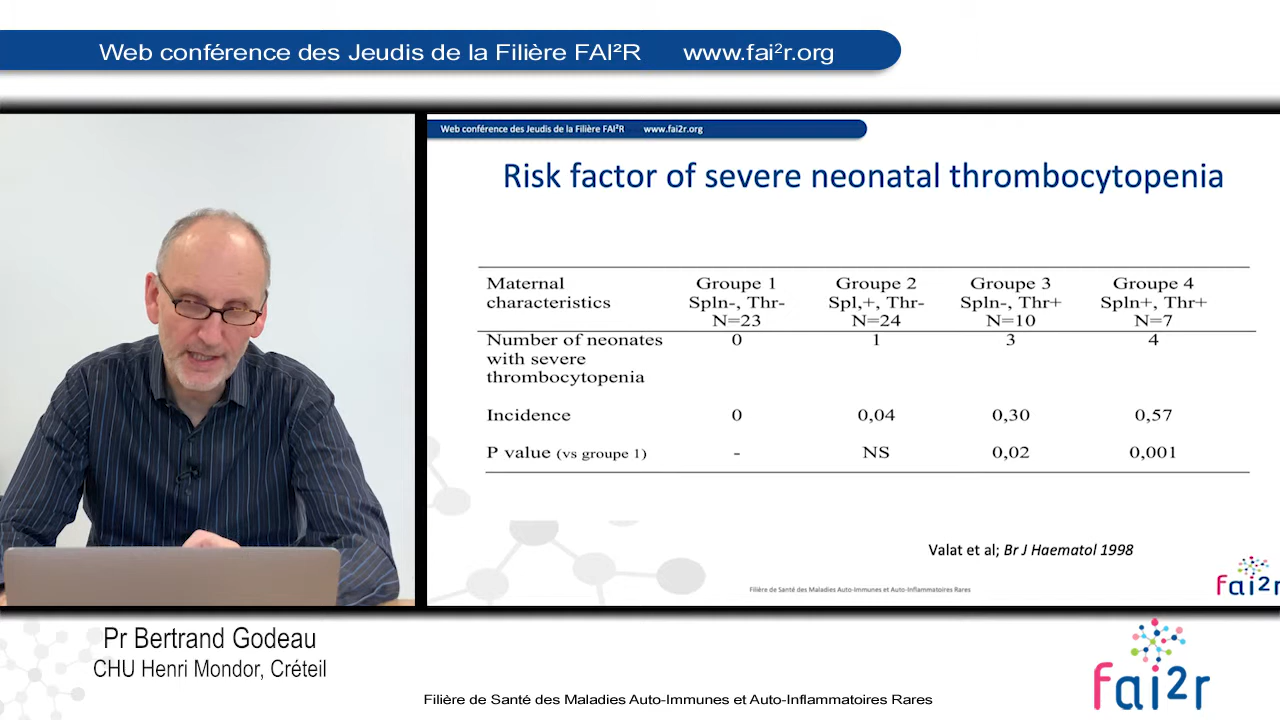 Web conférence des Jeudis de la Filière FAI²R www.fai²r.org
Web conférence des Jeudis de la Filière FAI²R www.fai2r.org
Risk factor of severe neonatal thrombocytopenia
Maternal characteristics Groupe 1 Spln-, Thr- N=23 Groupe 2 Spl,+, Thr- N=24 Groupe 3 Spln-, Thr+ N=10 Groupe 4 Spln+, Thr+ N=7
Number of neonates with severe thrombocytopenia 0 1 3 4
Incidence 0 0,04 0,30 0,57
P value (vs groupe 1) - NS 0,02 0,001
Valat et al; Br J Haematol 1998
Filière de Santé des Maladies Auto-Immunes et Auto-Inflammatoires Rares
fai2r
Pr Bertrand Godeau
CHU Henri Mondor, Créteil
fai2r
Filière de Santé des Maladies Auto-Immunes et Auto-Inflammatoires Rares